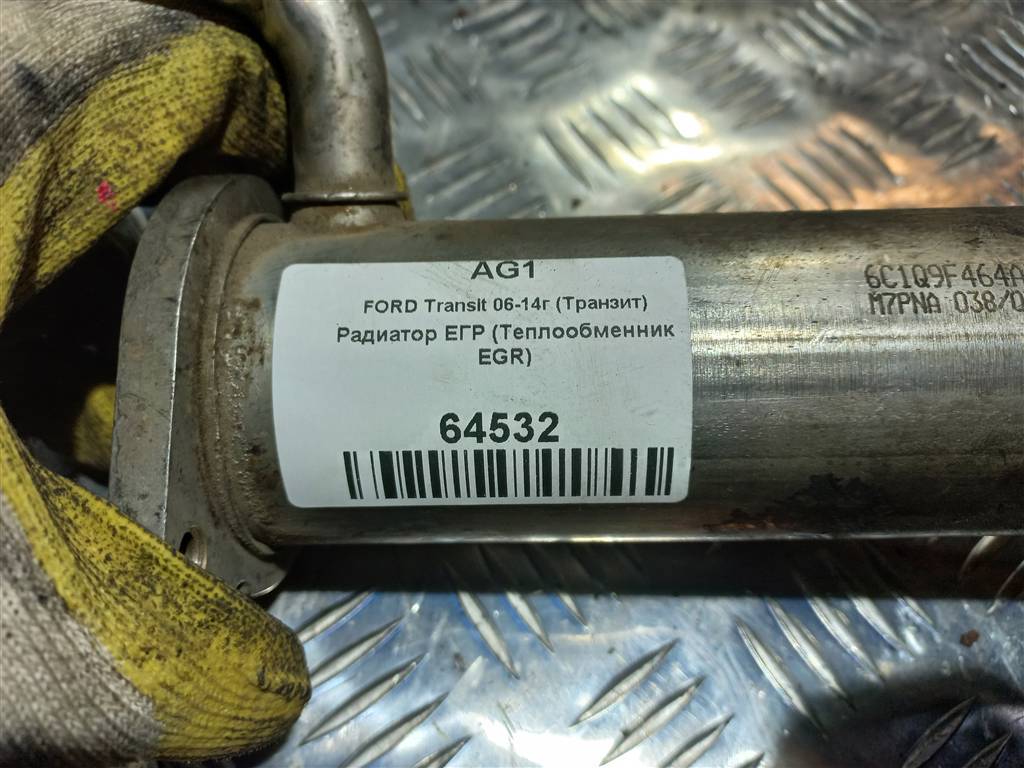 AG1
FORD Transit 06-14г (Транзит)
Радиатор ЕГР (Теплообменник
EGR)
64532
6C1Q9F464A
M7PNA 038/0